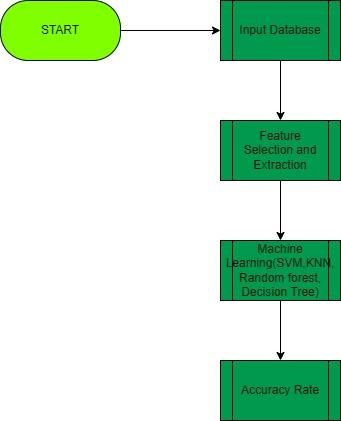 START
Input Database
Feature
Selection and
Extraction
Machine
Learning(SVM,KNN,
Random forest,
Decision Tree)
Accuracy Rate